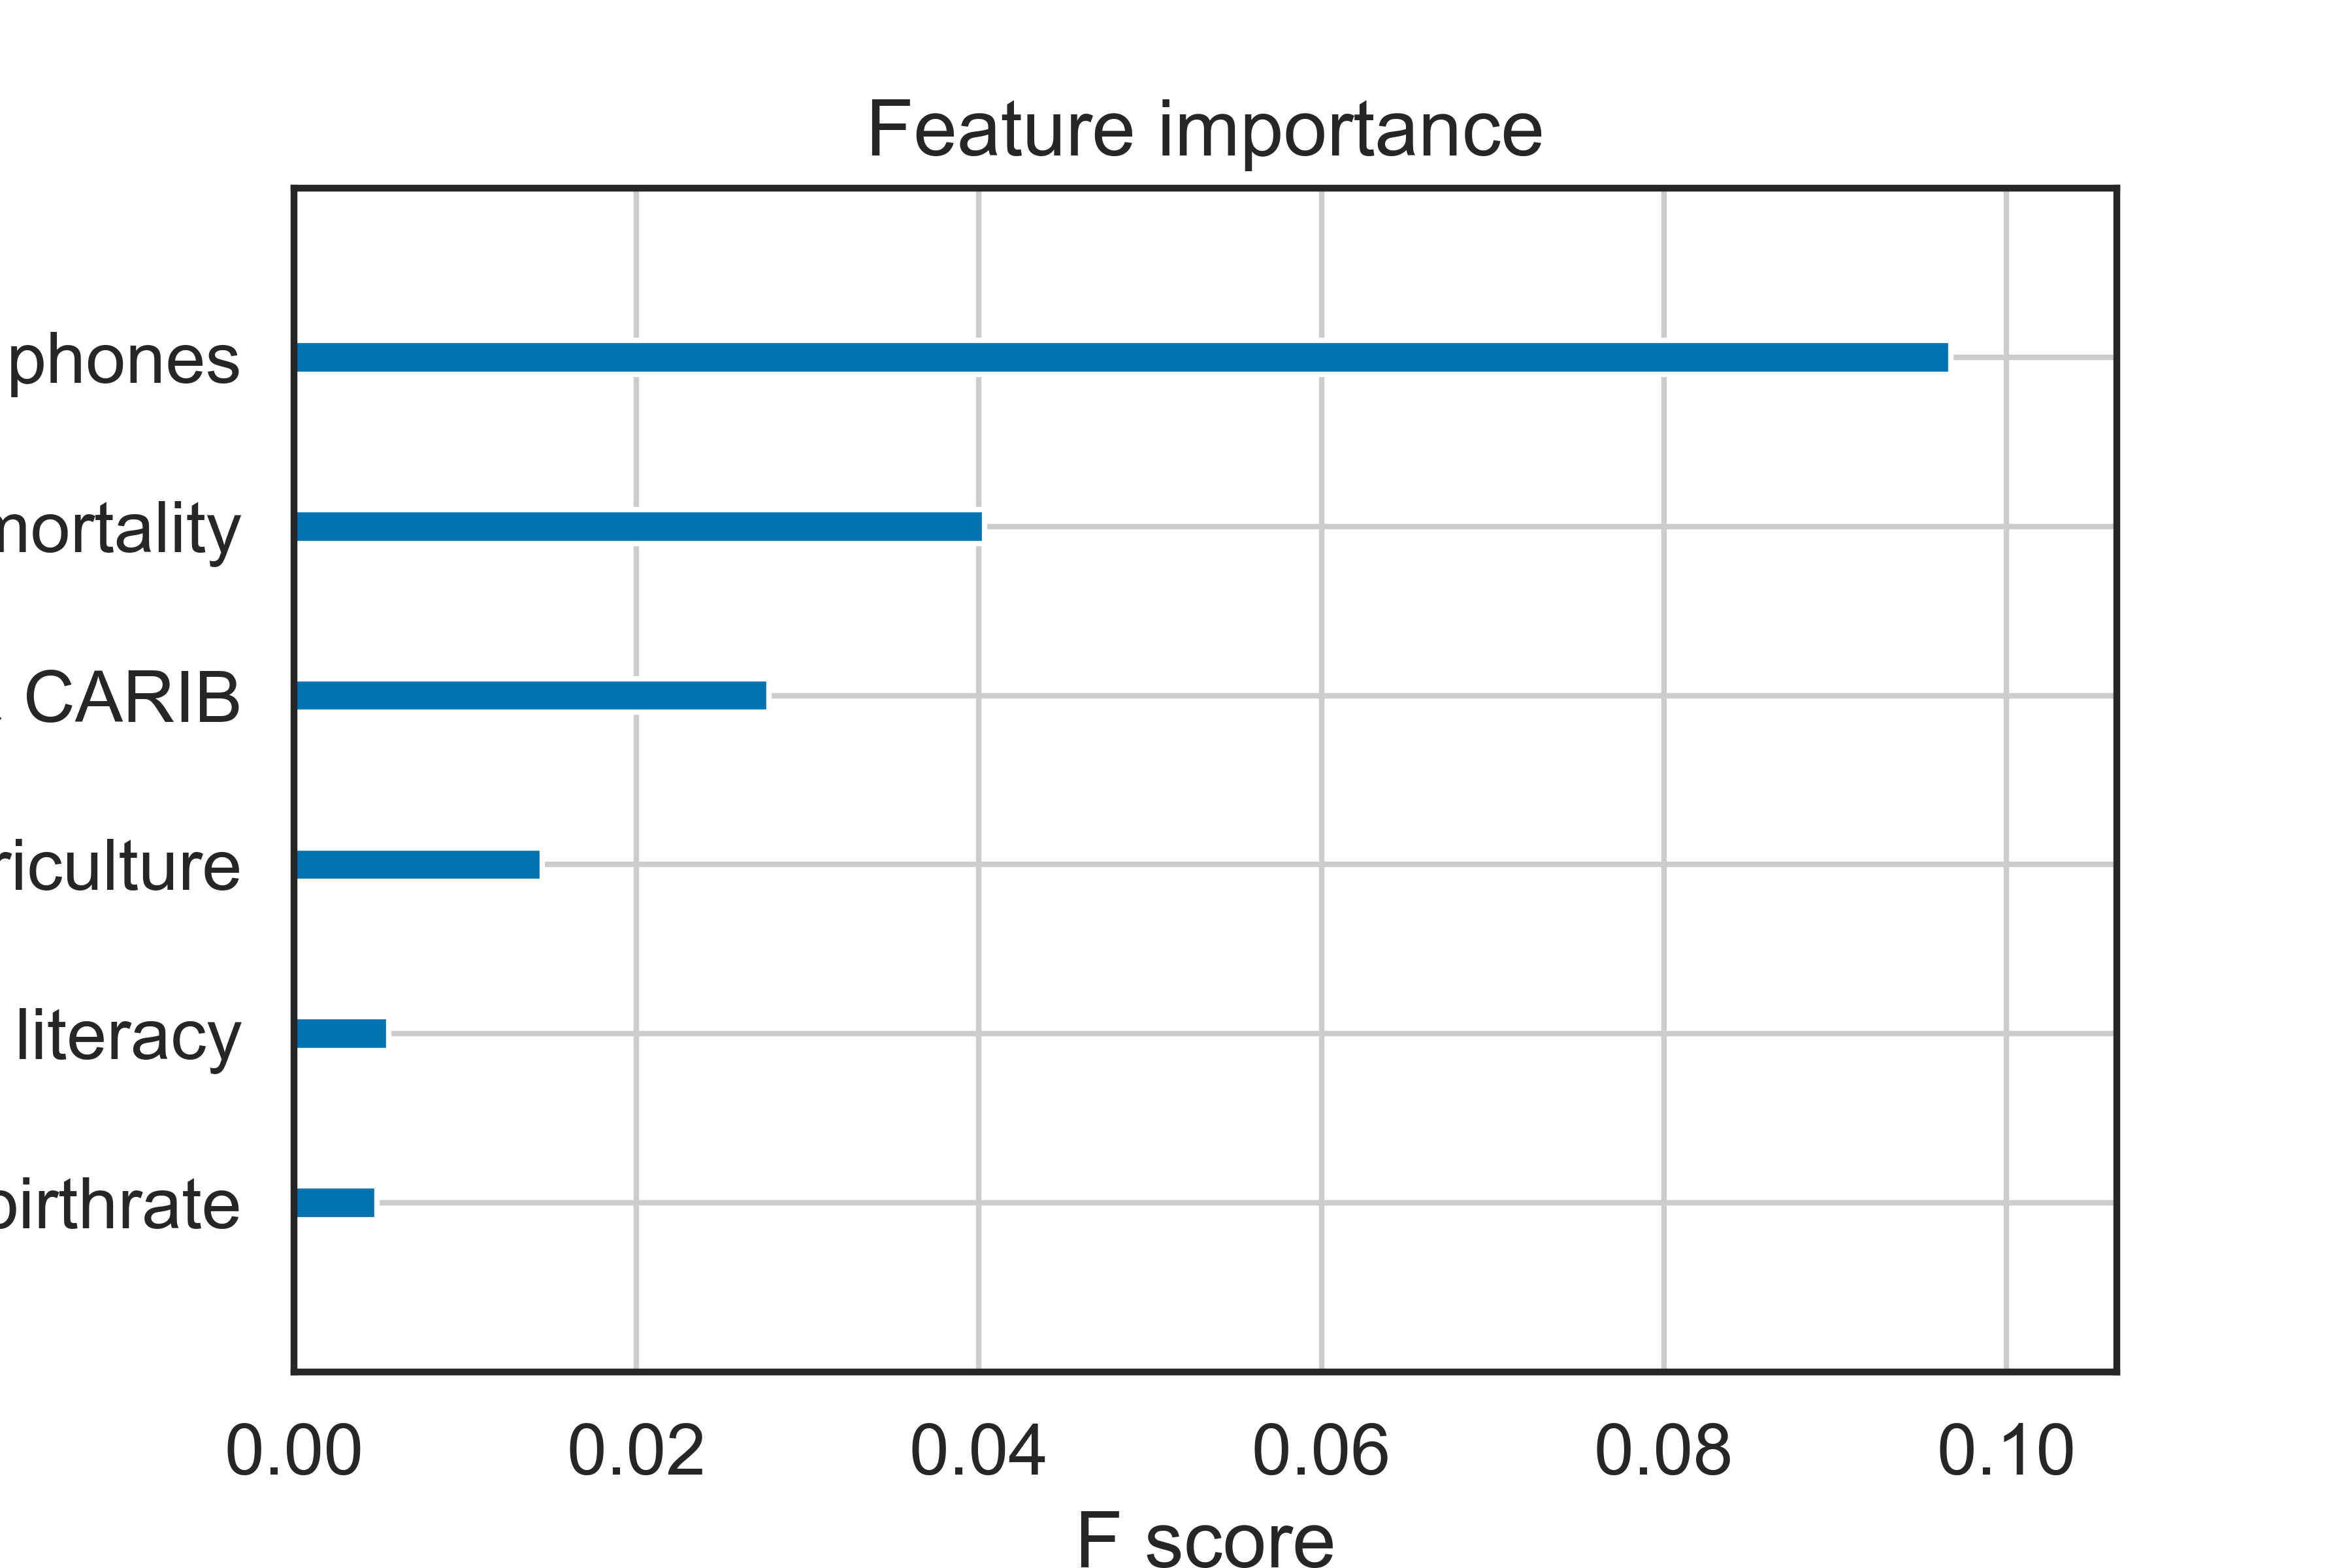 Feature importance
phones
mortality
CARIB
riculture
literacy
birthrate
0.00 0.02 0.04 0.06 0.08 0.10
F score